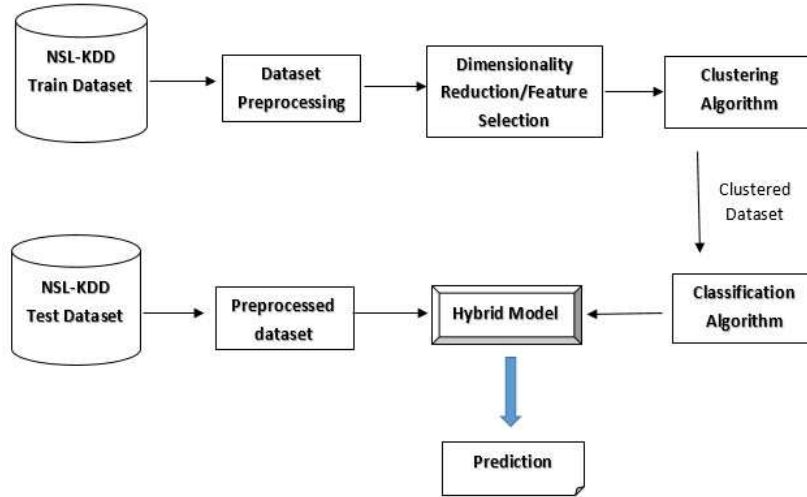 NSL-KDD
Train Dataset
Dataset
Preprocessing
Dimensionality
Reduction/Feature
Selection
Clustering
Algorithm
Clustered
Dataset
NSL-KDD
Test Dataset
Preprocessed
dataset
Hybrid Model
Classification
Algorithm
Prediction